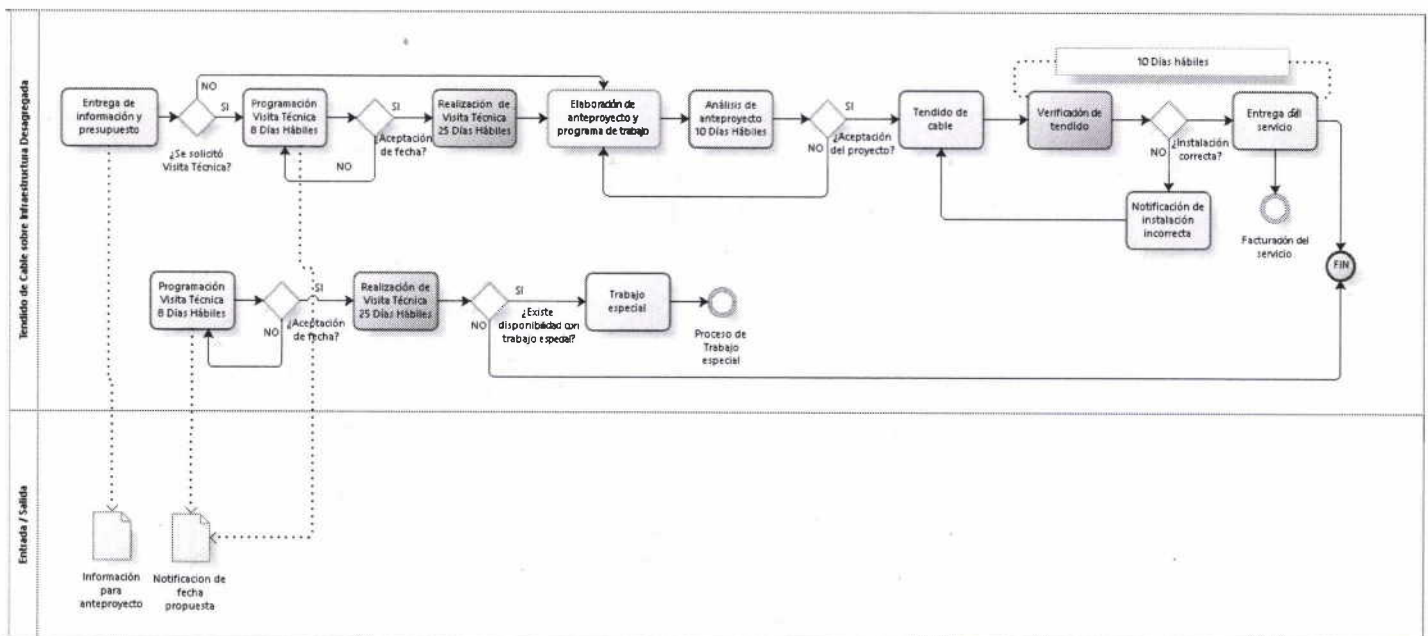 Tendido de Cable sobre Infraestructura Desagregada
10 Días hábiles
Entrega de
información y
presupuesto
NO
SI
¿Se solicitó
Visita Técnica?
Programación
Visita Técnica
8 Días Hábiles
SI
¿Aceptación
de fecha?
NO
Realización de
Visita Técnica
25 Días Hábiles
Elaboración de
anteproyecto y
programa de trabajo
Análisis de
anteproyecto
10 Días Hábiles
SI
¿Aceptación
del proyecto?
NO
Tendido de
cable
Verificación de
tendido
NO
¿Instalación
correcta?
Entrega del
servicio
Notificación de
instalación
incorrecta
Facturación del
servicio
FIN
Programación
Visita Técnica
8 Días Hábiles
SI
NO
¿Aceptación
de fecha?
Realización de
Visita Técnica
25 Días Hábiles
SI
NO
¿Existe
disponibilidad con
trabajo especial?
Trabajo
especial
Proceso de
Trabajo
especial
Entrada / Salida
Información
para
anteproyecto
Notificacion de
fecha
propuesta